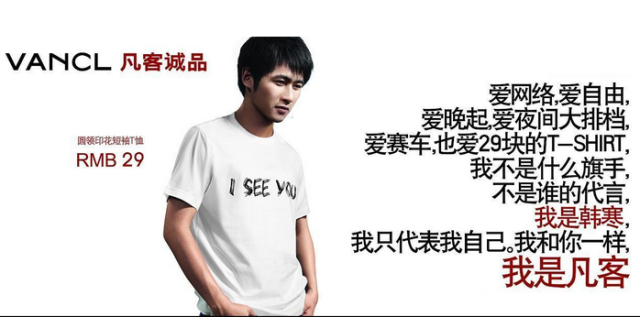 VANCL 凡客诚品
圆领印花短袖T恤
RMB 29
I SEE YOU
爱网络,爱自由,
爱晚起,爱夜间大排档,
爱赛车,也爱29块的T-SHIRT,
我不是什么旗手,
不是谁的代言,
我是韩寒,
我只代表我自己。我和你一样,
我是凡客